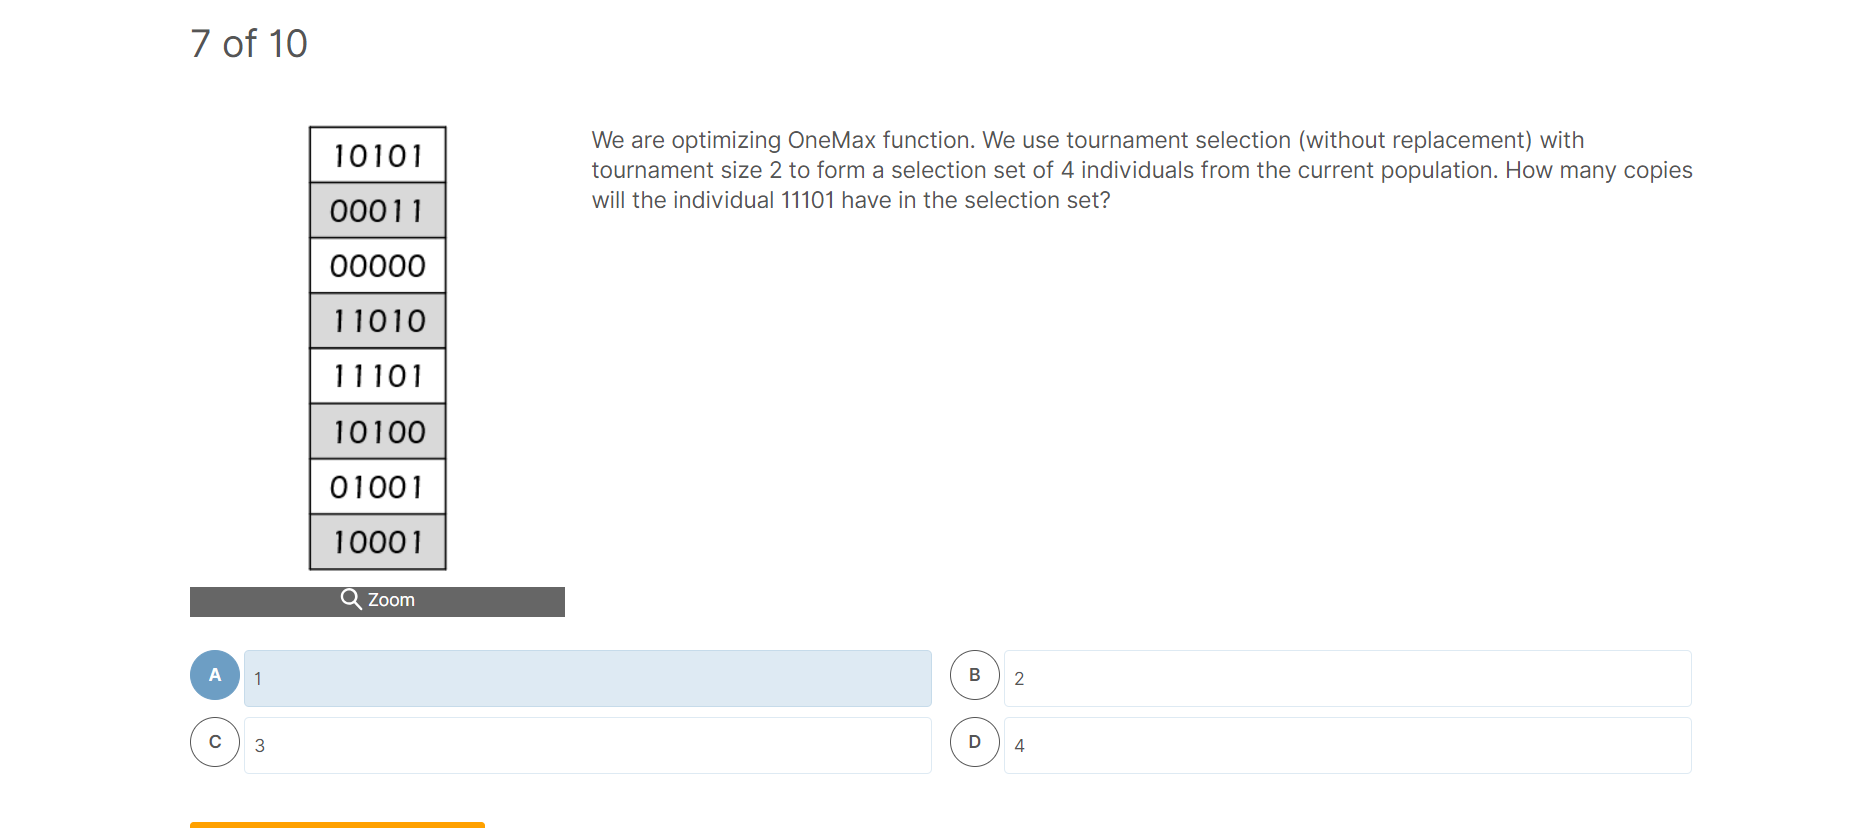 7 of 10
10101
00011
00000
11010
11101
10100
01001
10001
Zoom
We are optimizing OneMax function. We use tournament selection (without replacement) with
tournament size 2 to form a selection set of 4 individuals from the current population. How many copies
will the individual 11101 have in the selection set?
A 1
B 2
C 3
D 4